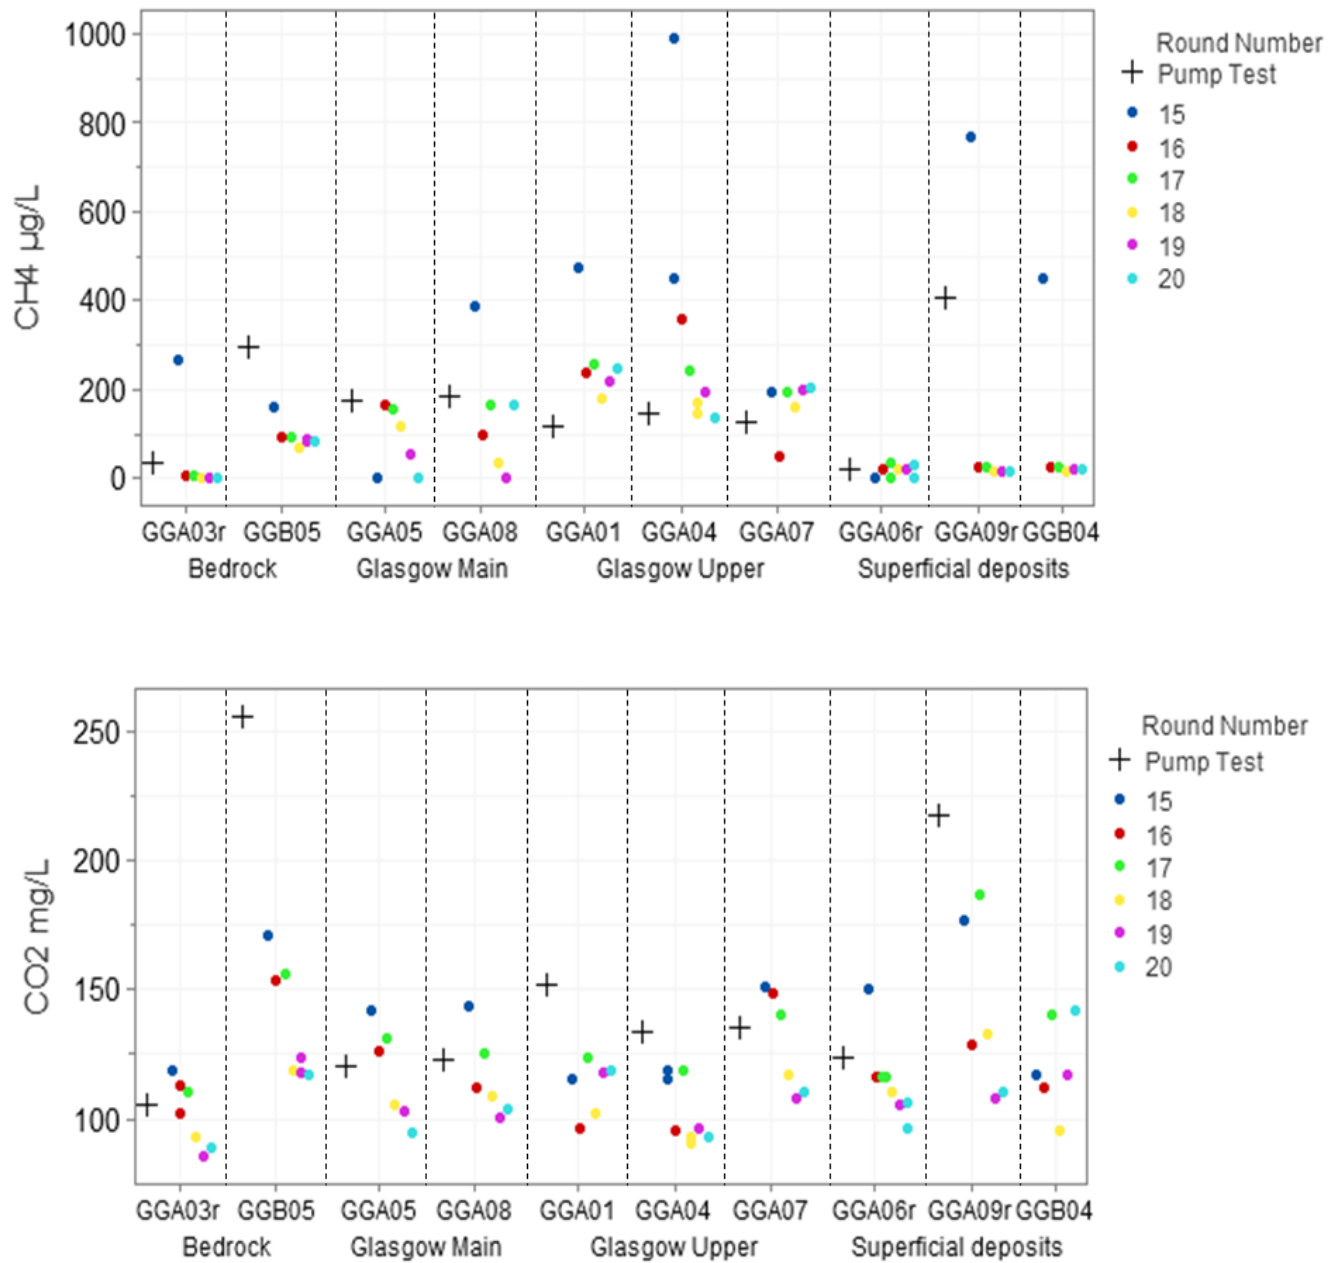 CH4 µg/L
1000
800
600
400
200
0
GGA03r GGB05 GGA05 GGA08 GGA01 GGA04 GGA07 GGA06r GGA09r GGB04
Bedrock Glasgow Main Glasgow Upper Superficial deposits
Round Number
Pump Test
15
16
17
18
19
20
CO2 mg/L
250
200
150
100
GGA03r GGB05 GGA05 GGA08 GGA01 GGA04 GGA07 GGA06r GGA09r GGB04
Bedrock Glasgow Main Glasgow Upper Superficial deposits
Round Number
Pump Test
15
16
17
18
19
20